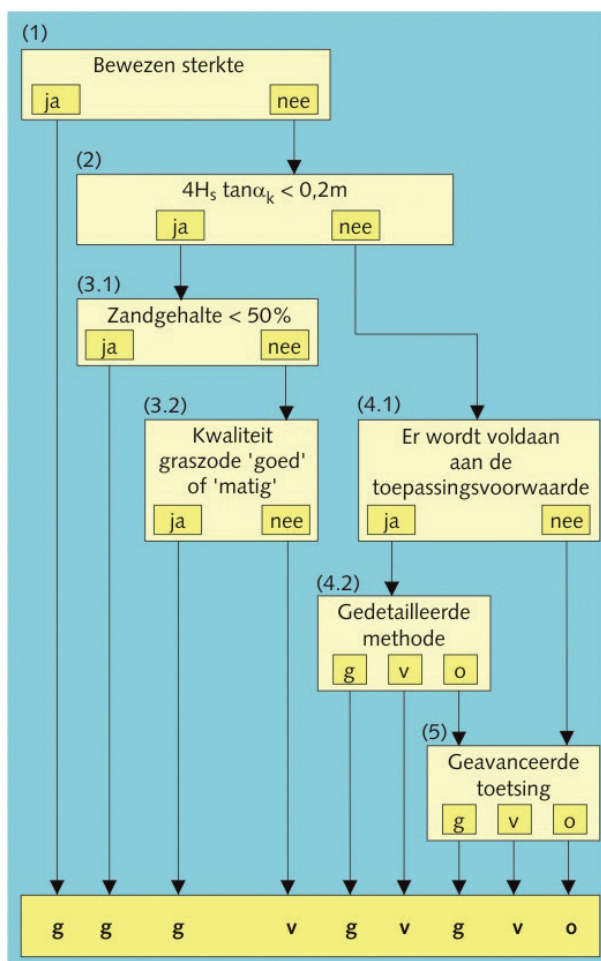 (1)
Bewezen sterkte
ja nee
(2)
4Hs tanαk < 0,2m
ja nee
(3.1)
Zandgehalte < 50%
ja nee
(3.2)
Kwaliteit
graszode 'goed'
of 'matig'
ja nee
(4.1)
Er wordt voldaan
aan de
toepassingsvoorwaarde
ja nee
(4.2)
Gedetailleerde
methode
g v o
(5)
Geavanceerde
toetsing
g v o
g g g v g v g v o